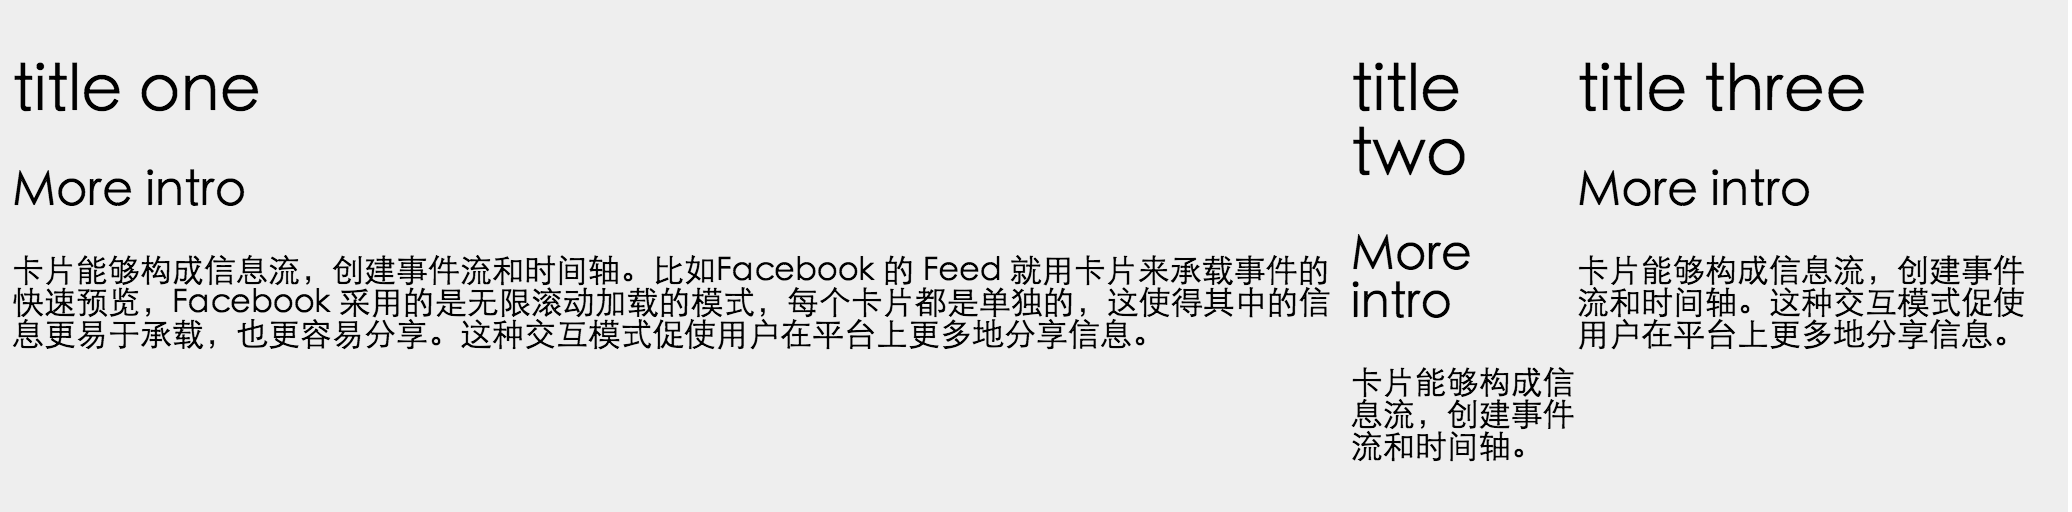 title one
More intro
卡片能够构成信息流，创建事件流和时间轴。比如Facebook 的 Feed 就用卡片来承载事件的
快速预览，Facebook 采用的是无限滚动加载的模式，每个卡片都是单独的，这使得其中的信
息更易于承载，也更容易分享。这种交互模式促使用户在平台上更多地分享信息。
title
two
More
intro
卡片能够构成信
息流，创建事件
流和时间轴。
title three
More intro
卡片能够构成信息流，创建事件
流和时间轴。这种交互模式促使
用户在平台上更多地分享信息。